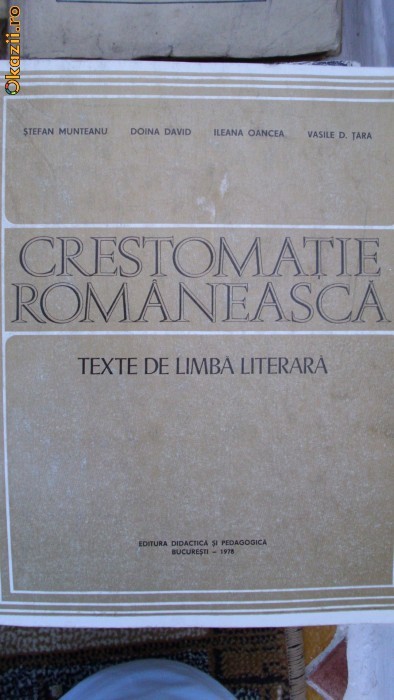 Okazii.ro
ȘTEFAN MUNTEANU DOINA DAVID ILEANA OANCEA VASILE D. ȚÂRA
CRESTOMAȚIE
ROMÂNEASCĂ
TEXTE DE LIMBĂ LITERARĂ
EDITURA DIDACTICĂ ȘI PEDAGOGICĂ
BUCUREȘTI – 1978